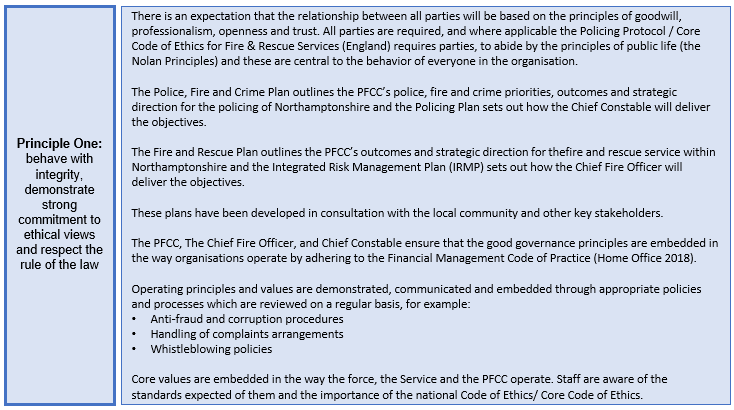 Principle One:
behave with
integrity,
demonstrate
strong
commitment to
ethical views
and respect the
rule of the law
There is an expectation that the relationship between all parties will be based on the principles of goodwill,
professionalism, openness and trust. All parties are required, and where applicable the Policing Protocol / Core
Code of Ethics for Fire & Rescue Services (England) requires parties, to abide by the principles of public life (the
Nolan Principles) and these are central to the behavior of everyone in the organisation.
The Police, Fire and Crime Plan outlines the PFCC's police, fire and crime priorities, outcomes and strategic
direction for the policing of Northamptonshire and the Policing Plan sets out how the Chief Constable will deliver
the objectives.
The Fire and Rescue Plan outlines the PFCC's outcomes and strategic direction for thefire and rescue service within
Northamptonshire and the Integrated Risk Management Plan (IRMP) sets out how the Chief Fire Officer will
deliver the objectives.
These plans have been developed in consultation with the local community and other key stakeholders.
The PFCC, The Chief Fire Officer, and Chief Constable ensure that the good governance principles are embedded in
the way organisations operate by adhering to the Financial Management Code of Practice (Home Office 2018).
Operating principles and values are demonstrated, communicated and embedded through appropriate policies
and processes which are reviewed on a regular basis, for example:
• Anti-fraud and corruption procedures
• Handling of complaints arrangements
• Whistleblowing policies
Core values are embedded in the way the force, the Service and the PFCC operate. Staff are aware of the
standards expected of them and the importance of the national Code of Ethics/ Core Code of Ethics.